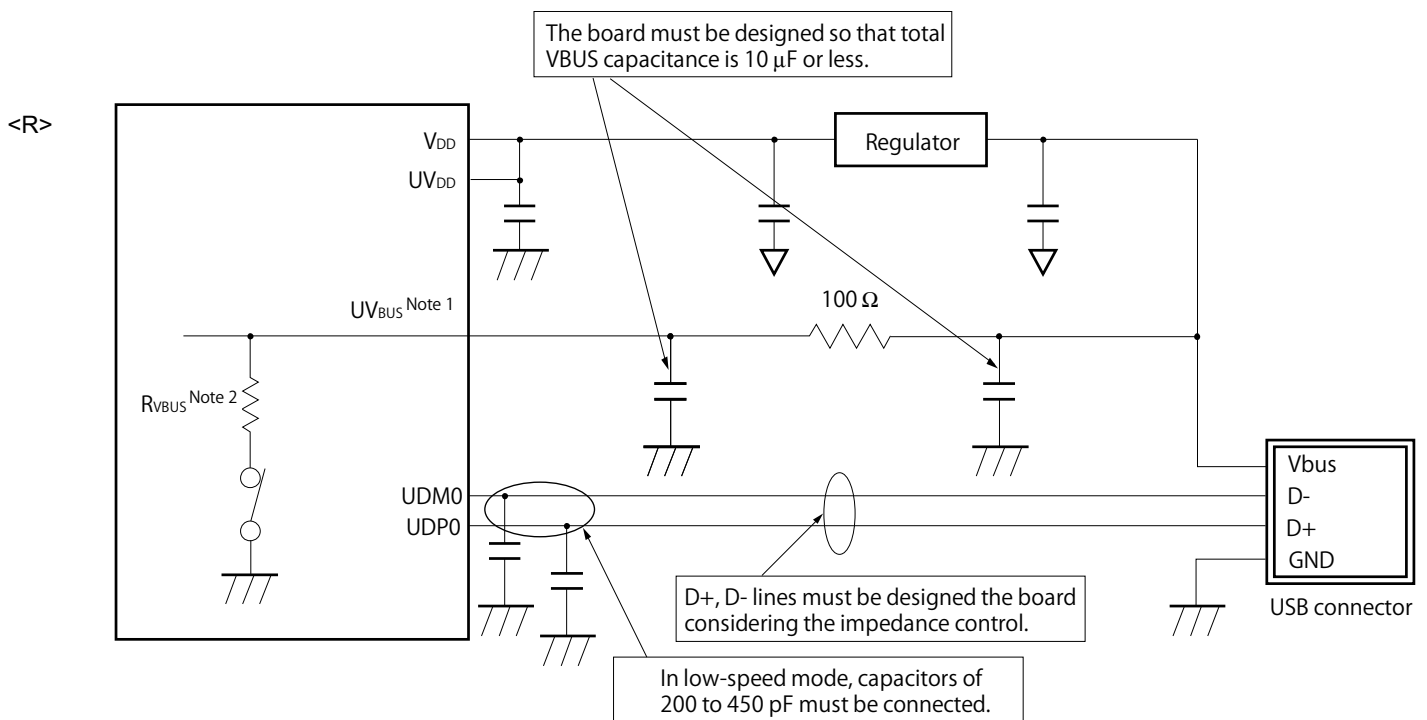 The board must be designed so that total
VBUS capacitance is 10 μF or less.
<R>
VDD
Regulator
UVDD
100 Ω
UVBUS Note 1
RVBUS Note 2
Vbus
UDM0
D-
UDP0
D+
GND
USB connector
D+, D- lines must be designed the board
considering the impedance control.
In low-speed mode, capacitors of
200 to 450 pF must be connected.